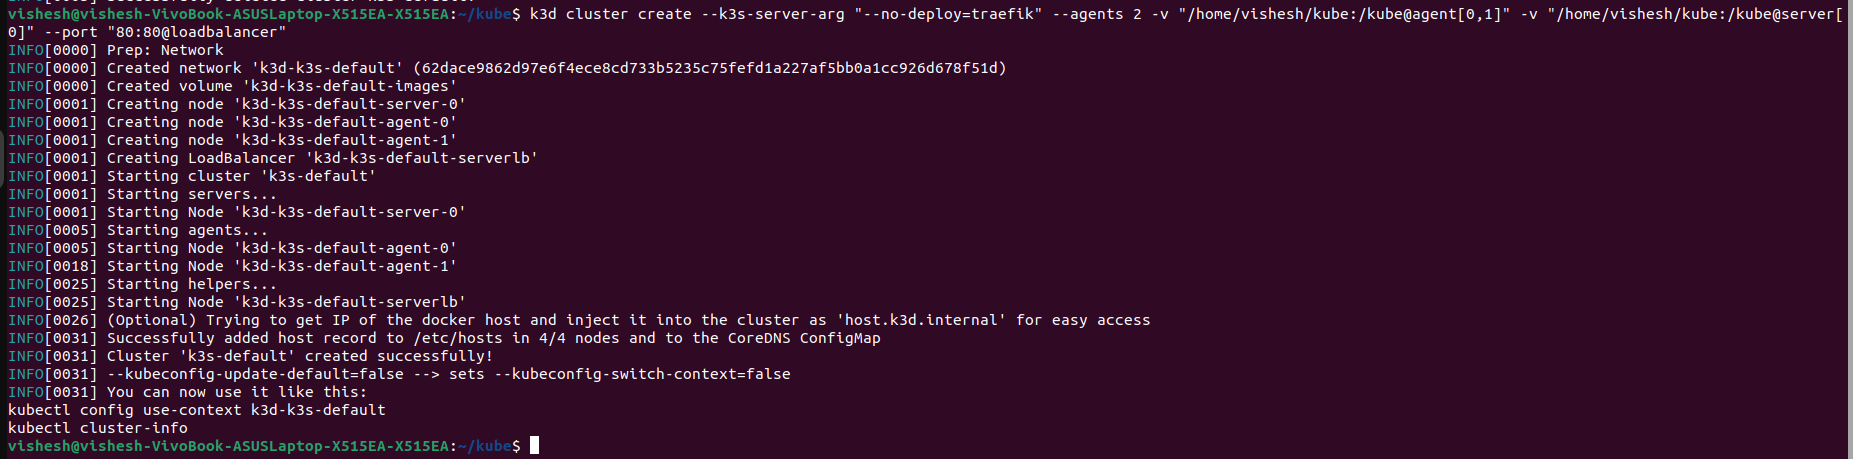 vishesh@vishesh-VivoBook-ASUSLaptop-X515EA-X515EA:~/kube$ k3d cluster create --k3s-server-arg "--no-deploy=traefik" --agents 2 -v "/home/vishesh/kube:/kube@agent[0,1]" -v "/home/vishesh/kube:/kube@server[
0]" --port "80:80@loadbalancer"
INFO[0000] Prep: Network
INFO[0000] Created network 'k3d-k3s-default' (62dace9862d97e6f4ece8cd733b5235c75fefd1a227af5bb0a1cc926d678f51d)
INFO[0000] Created volume 'k3d-k3s-default-images'
INFO[0001] Creating node 'k3d-k3s-default-server-0'
INFO[0001] Creating node 'k3d-k3s-default-agent-0'
INFO[0001] Creating node 'k3d-k3s-default-agent-1'
INFO[0001] Creating LoadBalancer 'k3d-k3s-default-serverlb'
INFO[0001] Starting cluster 'k3s-default'
INFO[0001] Starting servers...
INFO[0001] Starting Node 'k3d-k3s-default-server-0'
INFO[0005] Starting agents...
INFO[0005] Starting Node 'k3d-k3s-default-agent-0'
INFO[0018] Starting Node 'k3d-k3s-default-agent-1'
INFO[0025] Starting helpers...
INFO[0025] Starting Node 'k3d-k3s-default-serverlb'
INFO[0026] (Optional) Trying to get IP of the docker host and inject it into the cluster as 'host.k3d.internal' for easy access
INFO[0031] Successfully added host record to /etc/hosts in 4/4 nodes and to the CoreDNS ConfigMap
INFO[0031] Cluster 'k3s-default' created successfully!
INFO[0031] --kubeconfig-update-default=false --> sets --kubeconfig-switch-context=false
INFO[0031] You can now use it like this:
kubectl config use-context k3d-k3s-default
kubectl cluster-info
vishesh@vishesh-VivoBook-ASUSLaptop-X515EA-X515EA:~/kube$